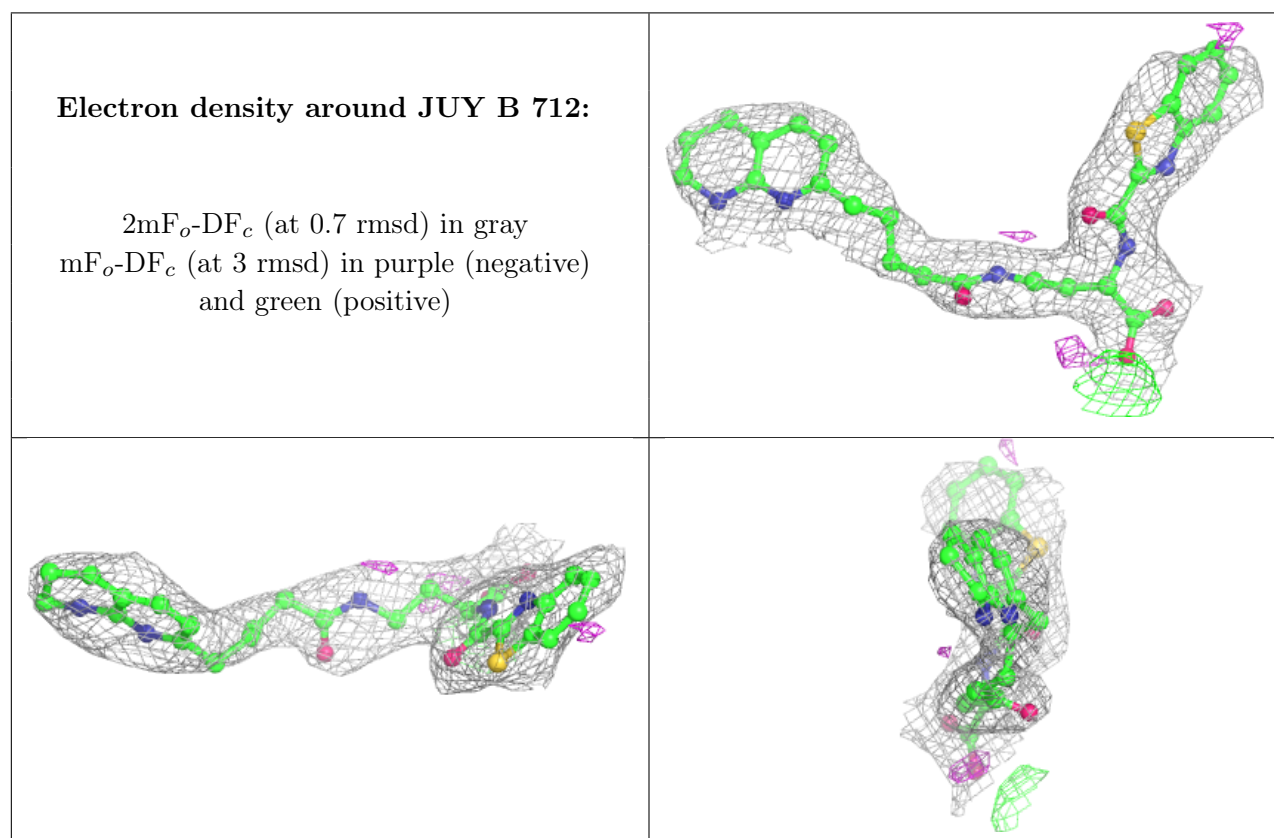 Electron density around JUY B 712:
2mFo-DFc (at 0.7 rmsd) in gray
mFo-DFc (at 3 rmsd) in purple (negative)
and green (positive)